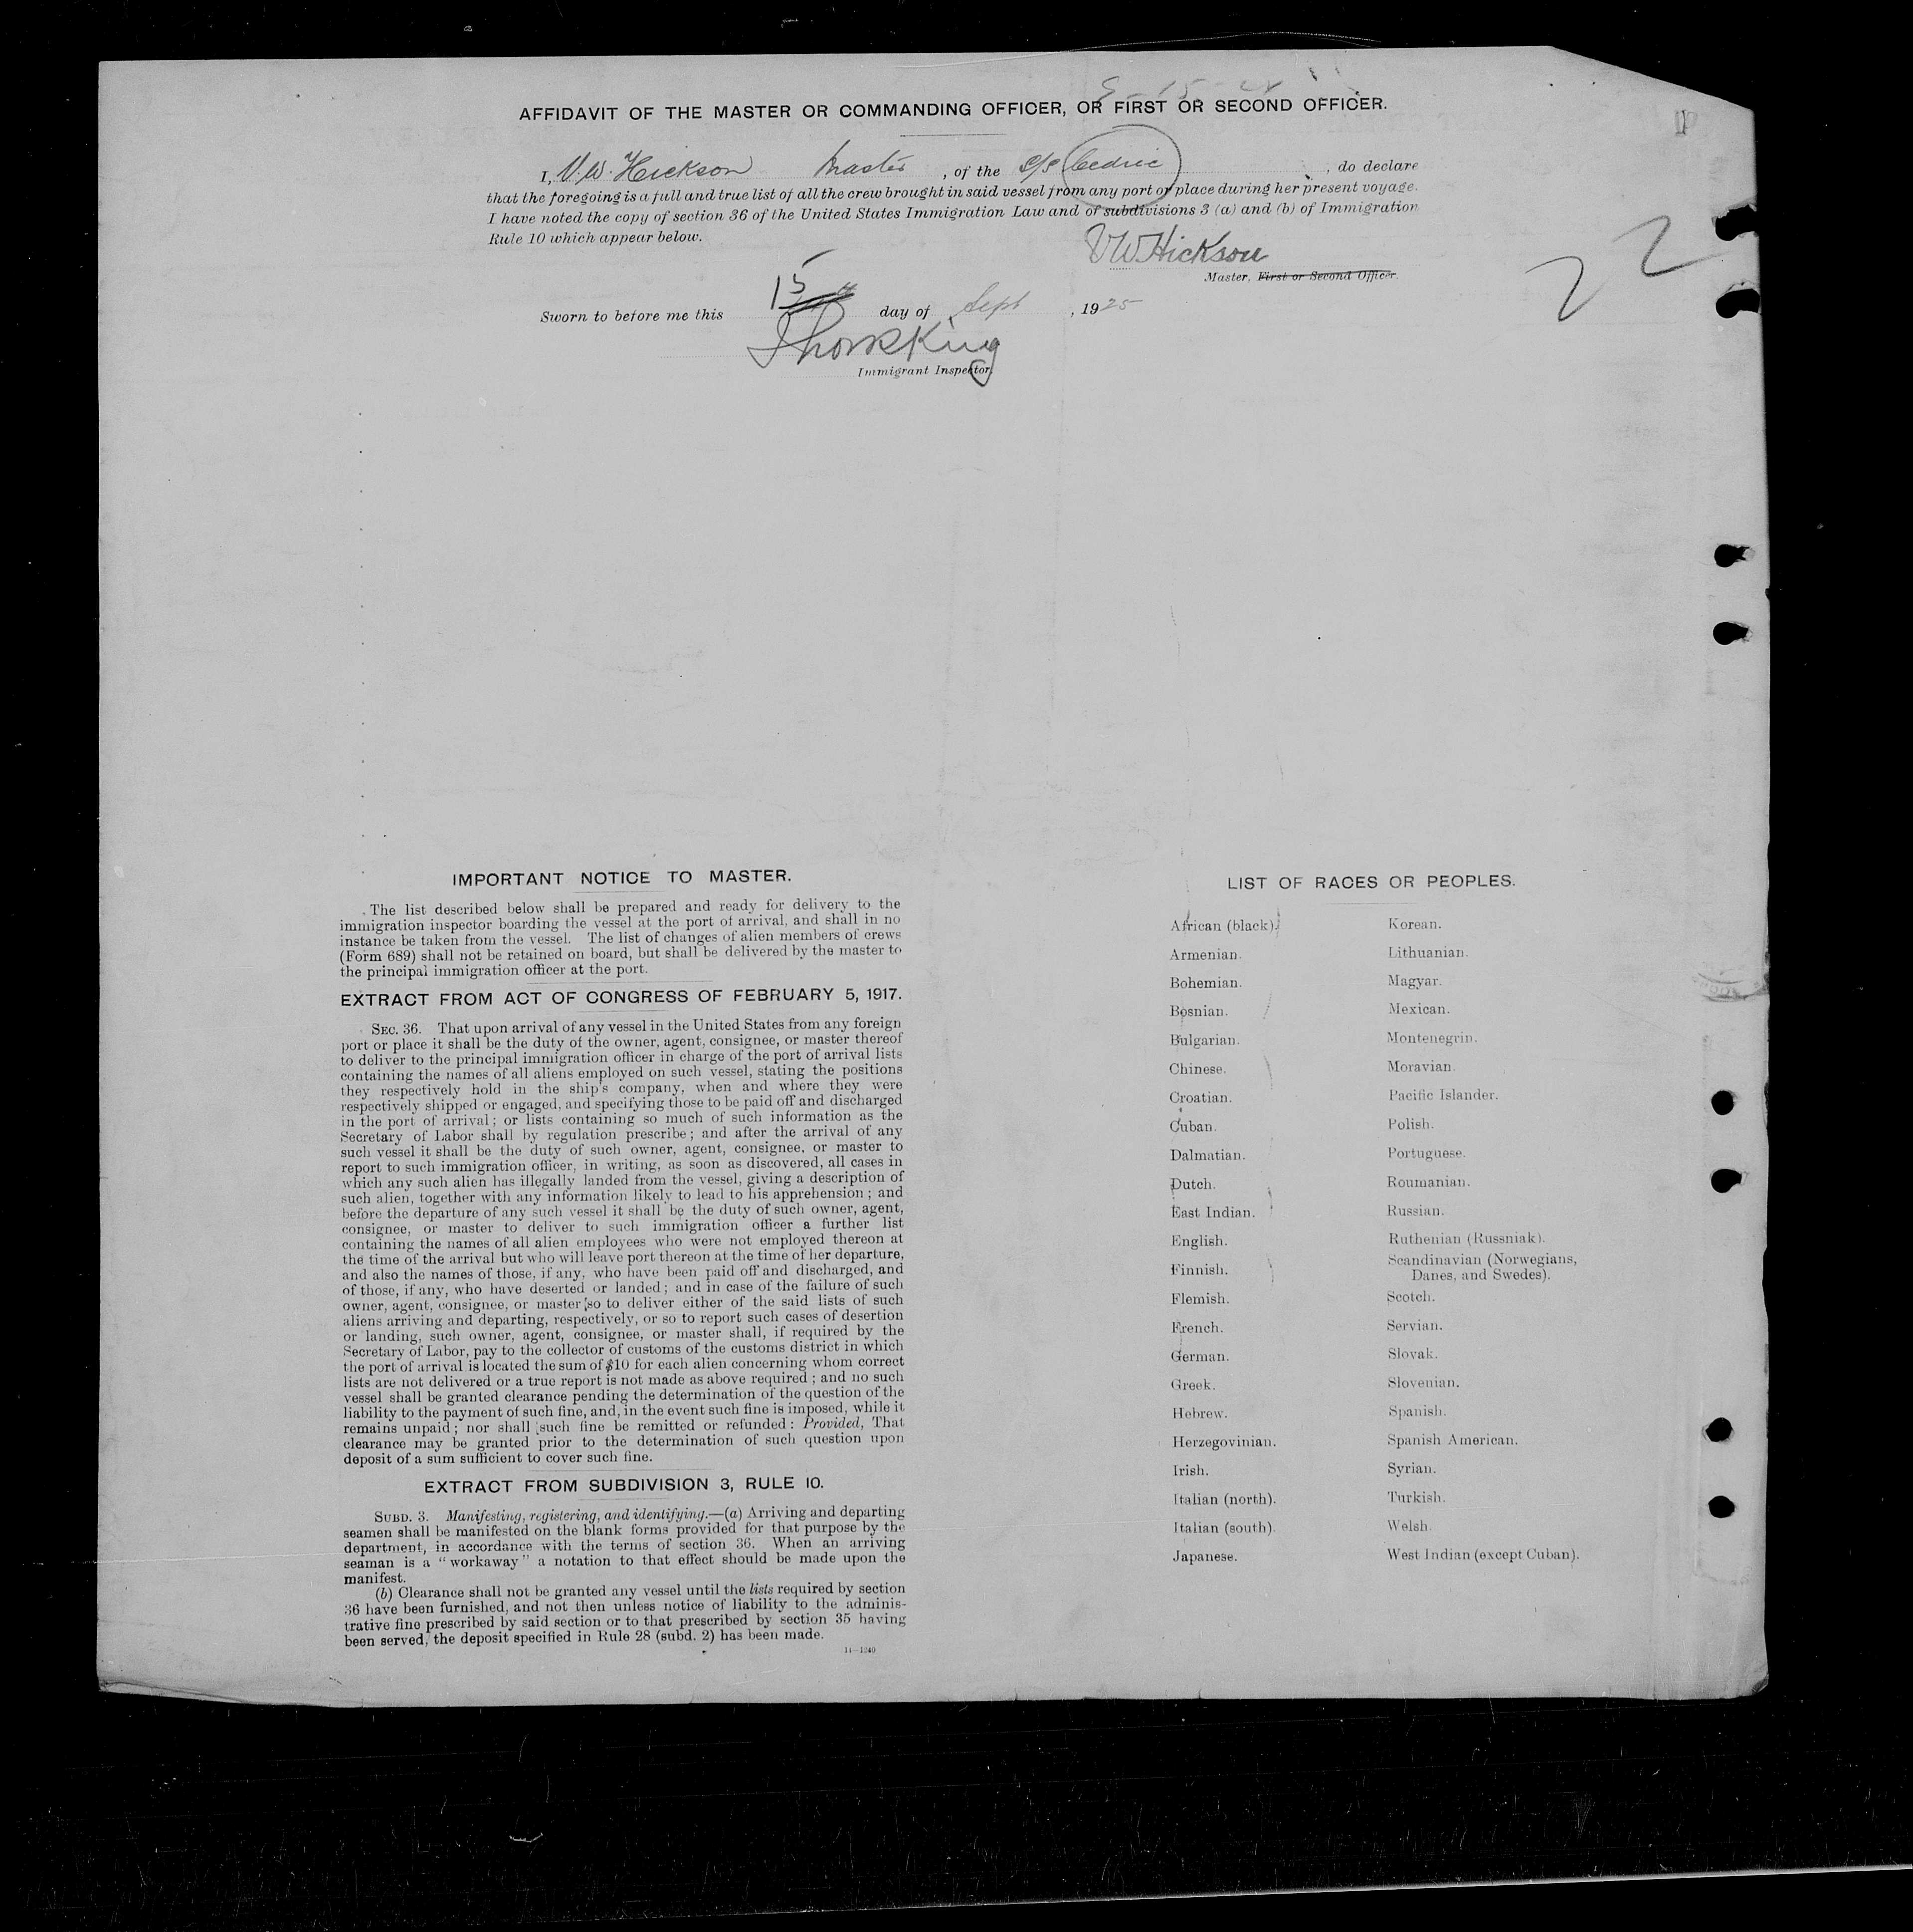 AFFIDAVIT OF THE MASTER OR COMMANDING OFFICER, OR FIRST OR SECOND OFFICER.
I, V. W. Hickson Master, of the S/S Cedric, do declare
that the foregoing is a full and true list of all the crew brought in said vessel from any port or place during her present voyage.
I have noted the copy of section 36 of the United States Immigration Law and of subdivisions 3 (a) and (b) of Immigration
Rule 10 which appear below.
VW Hickson
Master, First or Second Officer.
Sworn to before me this 15 day of Sept, 1925
Immigrant Inspector.
22
IMPORTANT NOTICE TO MASTER.
The list described below shall be prepared and ready for delivery to the
immigration inspector boarding the vessel at the port of arrival, and shall in no
instance be taken from the vessel. The list of changes of alien members of crews
(Form 689) shall not be retained on board, but shall be delivered by the master to
the principal immigration officer at the port.
EXTRACT FROM ACT OF CONGRESS OF FEBRUARY 5, 1917.
SEC. 36. That upon arrival of any vessel in the United States from any foreign
port or place it shall be the duty of the owner, agent, consignee, or master thereof
to deliver to the principal immigration officer in charge of the port of arrival lists
containing the names of all aliens employed on such vessel, stating the positions
they respectively hold in the ship's company, when and where they were
respectively shipped or engaged, and specifying those to be paid off and discharged
in the port of arrival; or lists containing so much of such information as the
Secretary of Labor shall by regulation prescribe; and after the arrival of any
such vessel it shall be the duty of such owner, agent, consignee, or master to
report to such immigration officer, in writing, as soon as discovered, all cases in
which any such alien has illegally landed from the vessel, giving a description of
such alien, together with any information likely to lead to his apprehension; and
before the departure of any such vessel it shall be the duty of such owner, agent,
consignee, or master to deliver to such immigration officer a further list
containing the names of all alien employees who were not employed thereon at
the time of the arrival but who will leave port thereon at the time of her departure,
and also the names of those, if any, who have been paid off and discharged, and
of those, if any, who have deserted or landed; and in case of the failure of such
owner, agent, consignee, or master so to deliver either of the said lists of such
aliens arriving and departing, respectively, or so to report such cases of desertion
or landing, such owner, agent, consignee, or master shall, if required by the
Secretary of Labor, pay to the collector of customs of the customs district in which
the port of arrival is located the sum of $10 for each alien concerning whom correct
lists are not delivered or a true report is not made as above required; and no such
vessel shall be granted clearance pending the determination of the question of the
liability to the payment of such fine, and, in the event such fine is imposed, while it
remains unpaid; nor shall such fine be remitted or refunded: Provided, That
clearance may be granted prior to the determination of such question upon
deposit of a sum sufficient to cover such fine.
EXTRACT FROM SUBDIVISION 3, RULE 10.
SUBD. 3. Manifesting, registering, and identifying.—(a) Arriving and departing
seamen shall be manifested on the blank forms provided for that purpose by the
department, in accordance with the terms of section 36. When an arriving
seaman is a "workaway" a notation to that effect should be made upon the
manifest.
(b) Clearance shall not be granted any vessel until the lists required by section
36 have been furnished, and not then unless notice of liability to the adminis-
trative fine prescribed by said section or to that prescribed by section 35 having
been served, the deposit specified in Rule 28 (subd. 2) has been made.
14—1240
LIST OF RACES OR PEOPLES.
African (black).
Armenian.
Bohemian.
Bosnian.
Bulgarian.
Chinese.
Croatian.
Cuban.
Dalmatian.
Dutch.
East Indian.
English.
Finnish.
Flemish.
French.
German.
Greek.
Hebrew.
Herzegovinian.
Irish.
Italian (north).
Italian (south).
Japanese.
Korean.
Lithuanian.
Magyar.
Mexican.
Montenegrin.
Moravian.
Pacific Islander.
Polish.
Portuguese.
Roumanian.
Russian.
Ruthenian (Russniak).
Scandinavian (Norwegians,
Danes, and Swedes).
Scotch.
Servian.
Slovak.
Slovenian.
Spanish.
Spanish American.
Syrian.
Turkish.
Welsh.
West Indian (except Cuban).